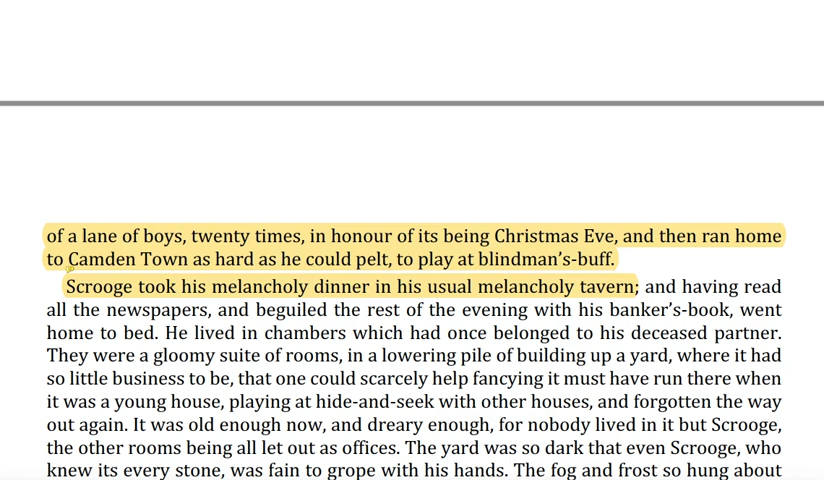 of a lane of boys, twenty times, in honour of its being Christmas Eve, and then ran home
to Camden Town as hard as he could pelt, to play at blindman’s-buff.
Scrooge took his melancholy dinner in his usual melancholy tavern; and having read
all the newspapers, and beguiled the rest of the evening with his banker’s-book, went
home to bed. He lived in chambers which had once belonged to his deceased partner.
They were a gloomy suite of rooms, in a lowering pile of building up a yard, where it had
so little business to be, that one could scarcely help fancying it must have run there when
it was a young house, playing at hide-and-seek with other houses, and forgotten the way
out again. It was old enough now, and dreary enough, for nobody lived in it but Scrooge,
the other rooms being all let out as offices. The yard was so dark that even Scrooge, who
knew its every stone, was fain to grope with his hands. The fog and frost so hung about